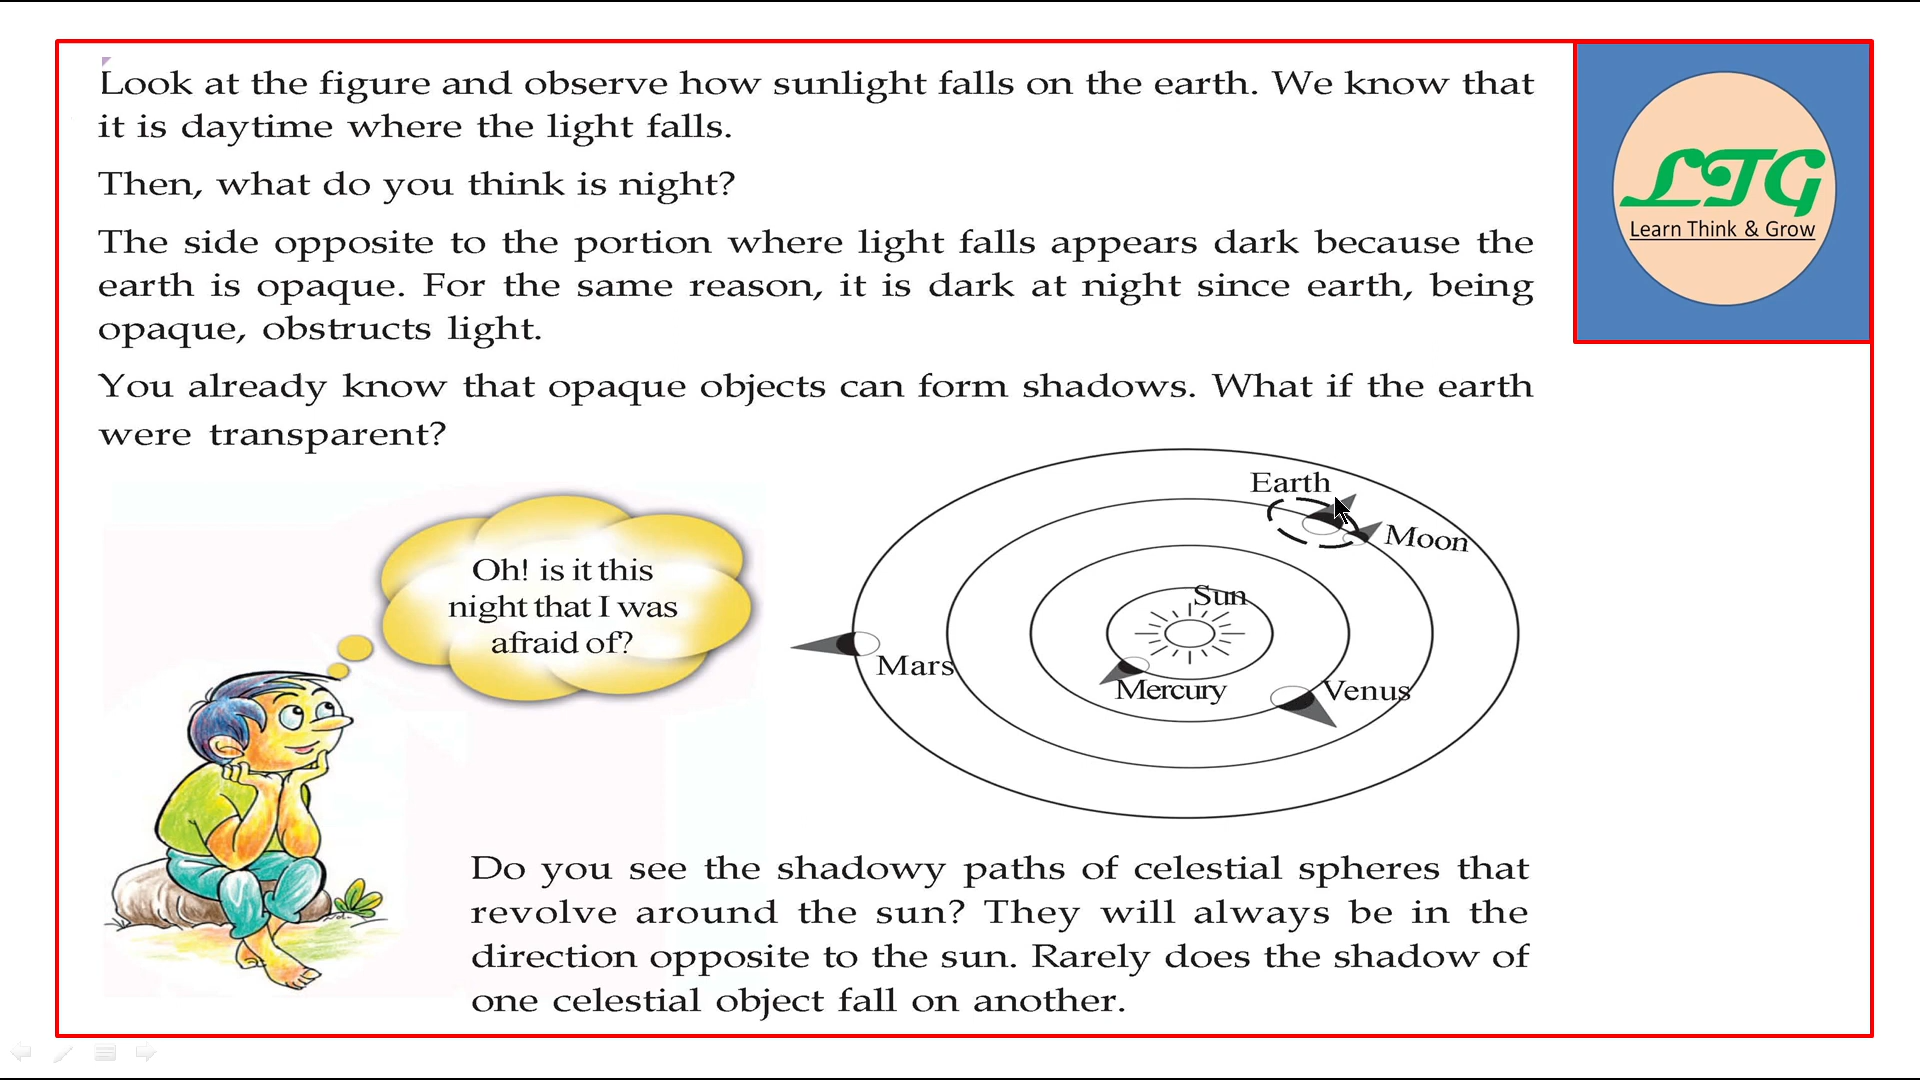 Look at the figure and observe how sunlight falls on the earth. We know that
it is daytime where the light falls.
Then, what do you think is night?
The side opposite to the portion where light falls appears dark because the
earth is opaque. For the same reason, it is dark at night since earth, being
opaque, obstructs light.
You already know that opaque objects can form shadows. What if the earth
were transparent?
LTG
Learn Think & Grow
Oh! is it this
night that I was
afraid of?
Earth
Moon
Sun
Mars
Mercury
Venus
Do you see the shadowy paths of celestial spheres that
revolve around the sun? They will always be in the
direction opposite to the sun. Rarely does the shadow of
one celestial object fall on another.